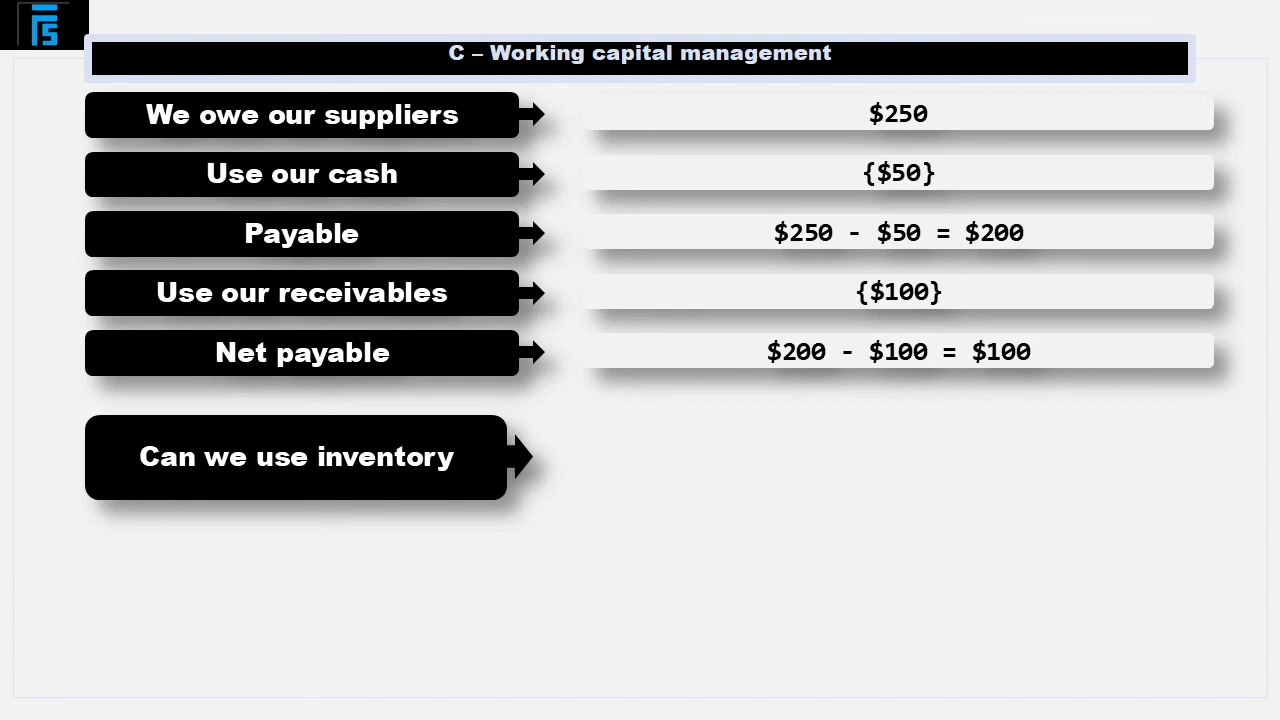 C – Working capital management
We owe our suppliers $250
Use our cash {$50}
Payable $250 - $50 = $200
Use our receivables {$100}
Net payable $200 - $100 = $100
Can we use inventory